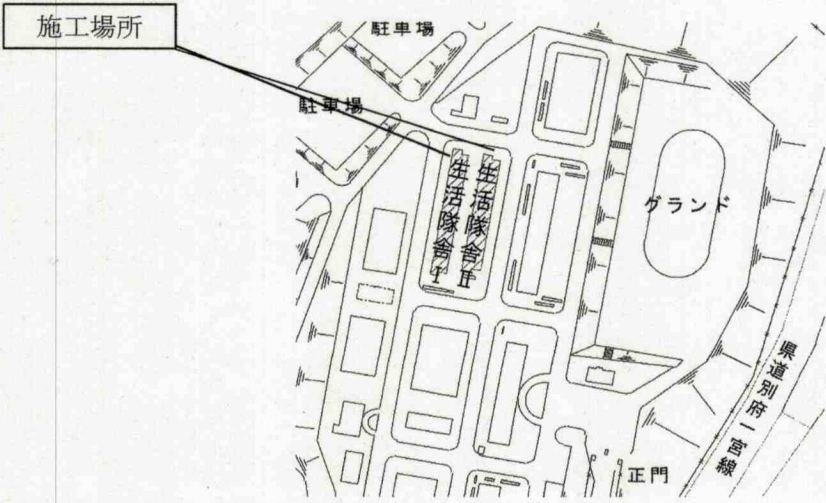 施工場所
駐車場
駐車場
生活隊舎Ⅰ
生活隊舎Ⅱ
グランド
県道別府一宮線
正門